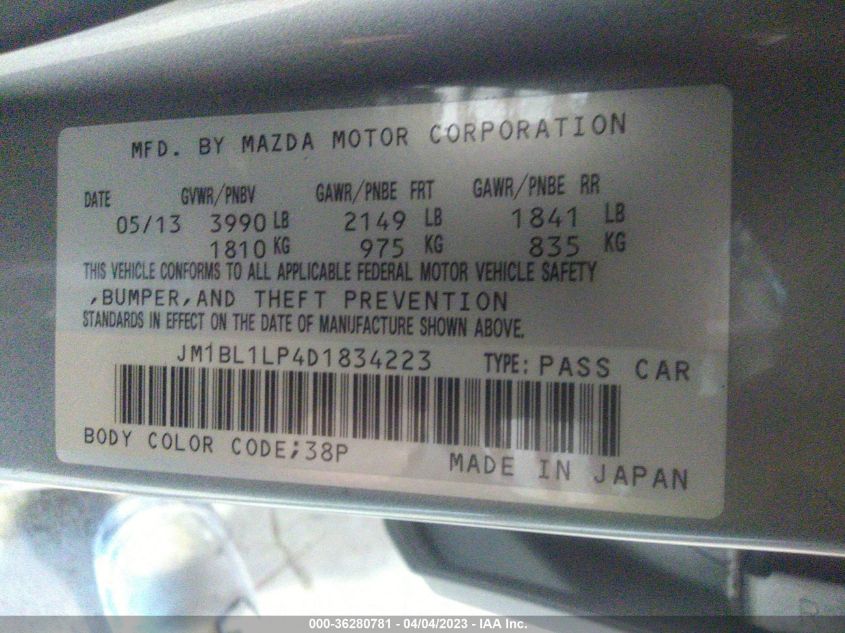 MFD. BY MAZDA MOTOR CORPORATION
DATE GVWR/PNBV GAWR/PNBE FRT GAWR/PNBE RR
05/13 3990 LB 2149 LB 1841 LB
1810 KG 975 KG 835 KG
THIS VEHICLE CONFORMS TO ALL APPLICABLE FEDERAL MOTOR VEHICLE SAFETY
,BUMPER,AND THEFT PREVENTION
STANDARDS IN EFFECT ON THE DATE OF MANUFACTURE SHOWN ABOVE.
JM1BL1LP4D1834223 TYPE: PASS CAR
BODY COLOR CODE;38P
MADE IN JAPAN
000-36280781 - 04/04/2023 - IAA Inc.